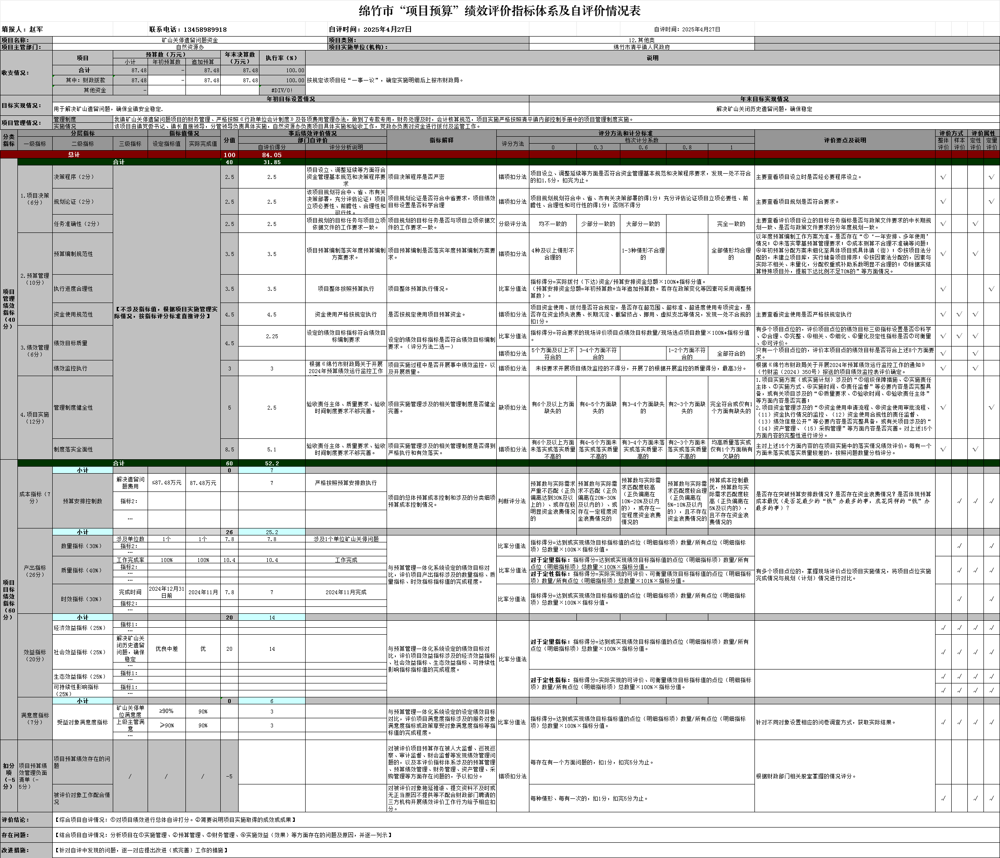 绵竹市“项目预算”绩效评价指标体系及自评价情况表
填报人：赵军 联系电话：13458989918 自评时间：2025年4月27日 自评时间：2025年4月27日
项目名称： 矿山关停遗留问题资金 项目类别： 12.其他类
项目主管部门： 自然资源办 项目实施单位(机构)： 绵竹市清平镇人民政府
收支情况： 项目 预算数（万元） 年末决算数（万元） 执行率（%） 说明
小计 年初预算数 追加预算
合计 87.48 - 87.48 87.48 100.00
其中：财政拨款 87.48 - 87.48 87.48 100.00 按规定该项目经“一事一议”，确定实施明细后上报市财政局。
其他资金 - #DIV/0!
目标实现情况： 年初目标设置情况 年末目标实现情况
用于解决矿山遗留问题，确保全镇安全稳定. 解决矿山关闭历史遗留问题，确保稳定
项目管理情况： 管理制度 我镇矿山关停遗留问题项目的财务管理、严格按照《行政单位会计制度》及各项费用管理办法，做到了专款专用，财务处理及时，会计核算规范，项目实施严格按照清平镇内部控制手册中的项目管理制度实施。
实施情况 该项目由镇党委书记、镇长直接领导，分管领导负责具体实施，自然资源办负责项目具体实施和验收工作，党政办负责对资金进行拨付及监管工作。
分类指标 分层指标 指标值情况 分值 事后绩效评价情况 指标解释 评分方法和计分标准 评价要点及说明 评价方式 评价属性
部门自评价
一级指标 二级指标 三级指标 设定指标值 实际完成值 自评价得分 评分分析说明 评分方法 档次计分系数 整体评价 样本评价 定性评价 定量评价
0 0.3 0.6 0.8 1
总计 100 84.05
项目管理绩效指标（40分） 合计 40 31.85
1.项目决策（6分） 决策程序（2分） 【不涉及指标值，根据项目实施管理实际情况，按指标评分标准直接评分】 2.5 2.5 项目设立、调整延续等方面符合资金管理基本规范和决策程序要求 项目决策程序是否严密 错项扣分法 项目设立、调整延续等方面是否符合资金管理基本规范和决策程序要求，发现一处不符合的扣1.5分，扣完为止。 主要查看项目设立时是否经必要程序设立。 √ √
规划论证（2分） 2.5 2.5 该项目规划符合中、省、市有关决策部署，充分评估论证；项目立项必要性、前瞻性、合理性和可行性。 项目规划论证是否符合中省要求，项目绩效目标设置是否科学合理 错项扣分法 项目规划规划符合中、省、市有关决策部署的得1分；充分评估论证项目立项必要性、前瞻性、合理性和可行性的得1分；否则不得分 主要查看项目规划是否符合要求。 √ √
任务准确性（2分） 2.5 2.5 项目规划的目标任务与项目立项依据文件的工作要求一致。 项目规划的目标任务是否与项目立项依据文件的工作要求一致。 分级评分法 均不一致的 少部分一致的 大部分一致的 完全一致的 主要查看评价项目设立的目标任务指标是否与政策文件要求的中长期规划一致、是否与政策文件要求的分年度规划一致。 √ √
2.预算管理（10分） 预算编制规范性 3.5 3.5 项目预算编制落实年度预算编制方案要求。 项目预算编制是否落实年度预算编制方案要求。 错项扣分法 4种及以上情形不合理的 1-3种情形不合理的 全部情形均合理的 以年度预算编制工作方案为准。是否存在“①‘一年安排、多年使用’情况；②未落实零基预算管理要求；③成本测算不合理不准确等问题；④年初预算分配方案未细化至具体项目或具体镇（街）；⑤按项目法分配的，未建立项目库，实行储备项目排序；⑥按因素法分配的，因素与实际不相关、未量化，分配权重或补助系数明显不合理的；⑦除据实结算特殊项目外，提前下达比例不足70%的”等方面情况。 √ √
执行进度合理性 3.5 3.5 项目整体按照预算执行 项目整体预算执行情况。 比率分值法 指标得分=实际拨付（下达)资金/预算安排资金总额×100%*指标分值。
（预算安排资金总额=年初预算数+当年追加预算数。若存在政策变化等因素可采用调整预算数）。 √ √
资金使用规范性 4.5 4.5 资金使用严格按规定执行 是否按规定使用项目预算资金。 错项扣分法 项目资金使用、拨付是否符合规定，是否存在超范围、超标准、超进度使用专项资金，是否存在资金损失浪费、长期沉淀、截留挤占、挪用、虚拟支出等情况，发现一处不合规的扣1分。 主要查看资金使用是否严格按规定执行 √ √ √
3.绩效管理（6分） 绩效目标质量 4.5 2.25 设定的绩效目标指标符合绩效目标编制要求 设定的绩效目标指标是否符合绩效目标编制要求。（评分方法二选一） 比率分值法 指标得分=符合要求的现场评价项目点绩效目标数量/现场选点项目数量×100%*指标分值。 有多个项目点位的，评价项目点位的绩效目标三级指标设置是否①科学、②合理、③完整、④相关、⑤细化、⑥量化及定性指标是否⑦可衡量、⑧可评价。 √ √ √
错项扣分法 5个方面及以上不符合的 3-4个方面不符合的 1-2个方面不符合的 全部符合的 只有一个项目点位的，评价本项目点的绩效目标是否符合上述8个方面要求。 √ √
绩效监控执行 3 3 根据《绵竹市财政局关于开展2024年预算绩效运行监控工作 项目实施过程中是否开展事中绩效监控，以及开展质量。 错项扣分法 未按要求开展项目绩效监控的不得分，开展了的根据开展监控的质量得分，最高3分。 根据《绵竹市财政局关于开展2024年预算绩效运行监控工作的通知》（竹财监（2024）350号）报送的项目绩效监控表评价确定。 √ √
4.项目实施（12分） 管理制度健全性 5 2.5 验收责任主体、质量要求、验收时间制度要求不够完善。 项目实施管理涉及的相关管理制度是否健全完善。 缺项扣分法 有6个及以上方面缺失的 有4-5个方面缺失的 有3-4个方面缺失的 有2-3个方面缺失的 完全符合或仅有1个方面有缺失的 1.项目实施方案（或实施计划）涉及的“①组织保障措施、②实施责任主体、③实施方式、④实施时间、⑤责任监督”等必要内容是否完整具备，或有关项目涉及的“⑥质量要求、⑦验收时间、⑧验收责任主体”等方面内容是否完善；
2.项目资金管理涉及的“⑨资金使用申请流程、⑩资金使用审批流程、（11）资金执行情况的监控、（12）资金使用合规性的责任监督、（13）绩效信息公开”等必要内容是否完整具备，或有关项目涉及的“（14）资产管理、（15）采购管理”等方面内容是否完善。对上述15个方面内容的完整性进行评分。 √ √
制度落实全面性 8.5 5.1 验收责任主体、质量要求、验收时间制度要求不够完善。 项目实施管理涉及的相关管理制度是否得到严格执行和有效落实。 错项扣分法 有6个及以上方面未落实或落实质量不高的 有4-5个方面未落实或落实质量不高的 有3-4个方面未落实或落实质量不高的 有2-3个方面未落实或落实质量不高的 均高质量落实或仅有1个方面稍有欠缺的 主对上述15个方面内容的在项目实施中的落实情况绩效评价。每有一个方面未落实或落实质量较差的，按照问题数量分档评分。 √ √
项目目标绩效指标（60分） 合计 60 52.2
成本指标（7分） 小计 0 7
预算安排控制数 解决遗留问题费用 ≤87.48万元 87.48万元 7 严格按照预算安排数执行 项目的总体预算成本控制和涉及的分类细项预算成本控制情况。 判断评分法 预算数与实际需求严重不匹配（正负偏离达到30%及以上的）、或存在较明显资金浪费情况的 预算数与实际需求不匹配（正负偏离在20%-30%及以内的）、或存在一定程度资金浪费情况的 预算数与实际需求匹配度较高（正负偏离在10%-20%及以内的），或存在一定程度资金浪费情况的 预算数与实际需求匹配度较合理（正负偏离在5%-10%及以内的），且不存在资金浪费情况的 预算成本控制最优，预算数与实际需求匹配度较高（正负偏离在5%及以内的），且不存在资金浪费情况的 是否存在突破预算安排数情况？是否存在资金浪费情况？是否体现预算成本最优（是否花最少的“钱”办最多的事，或花同样的“钱”办最多的事）？ √ √ √
指标2：
…
产出指标（26分） 小计 26 25.2
数量指标（30%） 涉及单位数 1个 1个 7.8 7.8 涉及1个单位矿山关停问题 与预算管理一体化系统设定的绩效目标对比，评价项目产出指标涉及的数量指标、质量指标、时效指标指标值的完成程度。 比率分值法 指标得分=达到或实现绩效目标指标值的点位（明细指标项）数量/所有点位（明细指标项）总数量×100%×指标分值。 有多个项目点位的，掌握现场评价点位项目实施情况，将项目点位实施完成情况与规划（计划）情况进行对比。 √ √
指标2：
…
质量指标（40%） 工作完成率 100% 100% 10.4 10.4 工作完成 比率分值法 对于定量指标：指标得分=达到或实现绩效目标指标值的点位（明细指标项）数量/所有点位（明细指标项）总数量×100%×指标分值。 √ √ √
指标2：
…
对于定性指标：指标得分=实际实现的可评价、可衡量绩效目标指标值的点位（明细指标项）数量/所有点位（明细指标项）总数量×101%×指标分值。
…
时效指标（30%） 完成时间 2024年12月31日前 2024年11月 7.8 7 2024年11月完成 比率分值法 指标得分=达到或实现绩效目标指标值的点位（明细指标项）数量/所有点位（明细指标项）总数量×100%×指标分值。 √ √
指标2：
…
效益指标（20分） 小计 20 14
经济效益指标（25%） 指标1： 与预算管理一体化系统设定的绩效目标对比，评价项目效益指标涉及的经济效益指标、社会效益指标、生态效益指标、可持续性影响指标指标值的完成程度。 比率分值法 对于定量指标：指标得分=达到或实现绩效目标指标值的点位（明细指标项）数量/所有点位（明细指标项）总数量×100%×指标分值。 √ √ √ √
…
社会效益指标（25%） 解决矿山关闭历史遗留问题，确保稳定 优良中差 优 20 14 √ √ √ √
…
生态效益指标（25%） 指标1： 对于定性指标：指标得分=实际实现的可评价、可衡量绩效目标指标值的点位（明细指标项）数量/所有点位（明细指标项）总数量×100%×指标分值。 √ √ √ √
…
可持续性影响指标（25%） 指标1： √ √ √ √
…
满意度指标（7分） 小计 0 6
受益对象满意度指标 矿山关停单位满意度 ≥90% 90% 3 与预算管理一体化系统设定的设定绩效目标对比，评价项目满意度指标涉及的服务对象满意度指标或政策享受对象满意度指标等指标值的完成程度。 比率分值法 指标得分=达到或实现绩效目标指标值的点位（明细指标项）数量/所有点位（明细指标项）总数量×100%×指标分值。 针对不同对象设置相应的问卷调查方式，获取实际结果。 √ √ √ √
上级主管满意 ≥90% 90% 3
…
扣分项（-5分） 项目预算绩效管理负面清单（-5分） 项目预算绩效存在的问题 / / / -5 对被评价项目预算存在被人大监督、巡视巡察、审计监督、财会监督等发现绩效管理问题的，以及本评价指标体系涉及的预算管理、预算绩效管理、财务管理、资产管理、采购管理等方面存在问题的，予以扣分。 错项扣分法 每存在有一个方面问题的，扣1分，扣完5分为止。 根据财政部门相关股室掌握的情况评分。
被评价对象工作配合情况 对被评价对象拖延推诿、提交资料不及时或无正当原因不提供等不配合财政部门聘请的三方机构开展绩效评价工作行为给予相应扣分。 每种情形、每有一次的，扣1分，扣完5分为止。 √ √ √
评价结论： 【综合项目自评情况：①对项目绩效进行总体自评打分。②简要说明项目实施取得的成效或成果】
存在问题： 【结合项目自评情况：分析项目在①实施管理、②预算管理、③财务管理、④实施效益（效果）等方面存在的问题及原因，并逐一列示】
改进措施： 【针对自评中发现的问题，逐一对应提出改进（或完善）工作的措施】